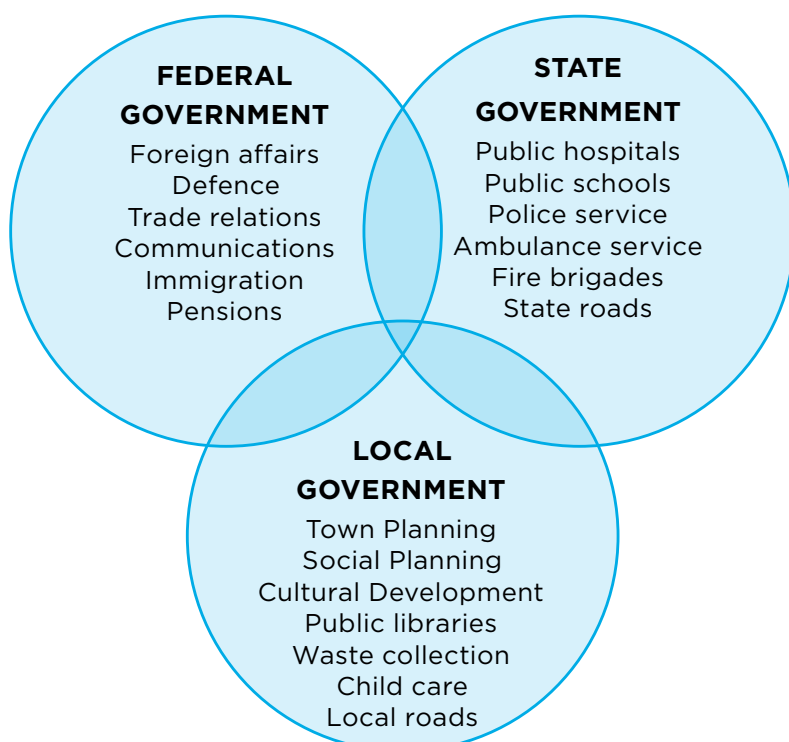 FEDERAL
GOVERNMENT
Foreign affairs
Defence
Trade relations
Communications
Immigration
Pensions
STATE
GOVERNMENT
Public hospitals
Public schools
Police service
Ambulance service
Fire brigades
State roads
LOCAL
GOVERNMENT
Town Planning
Social Planning
Cultural Development
Public libraries
Waste collection
Child care
Local roads